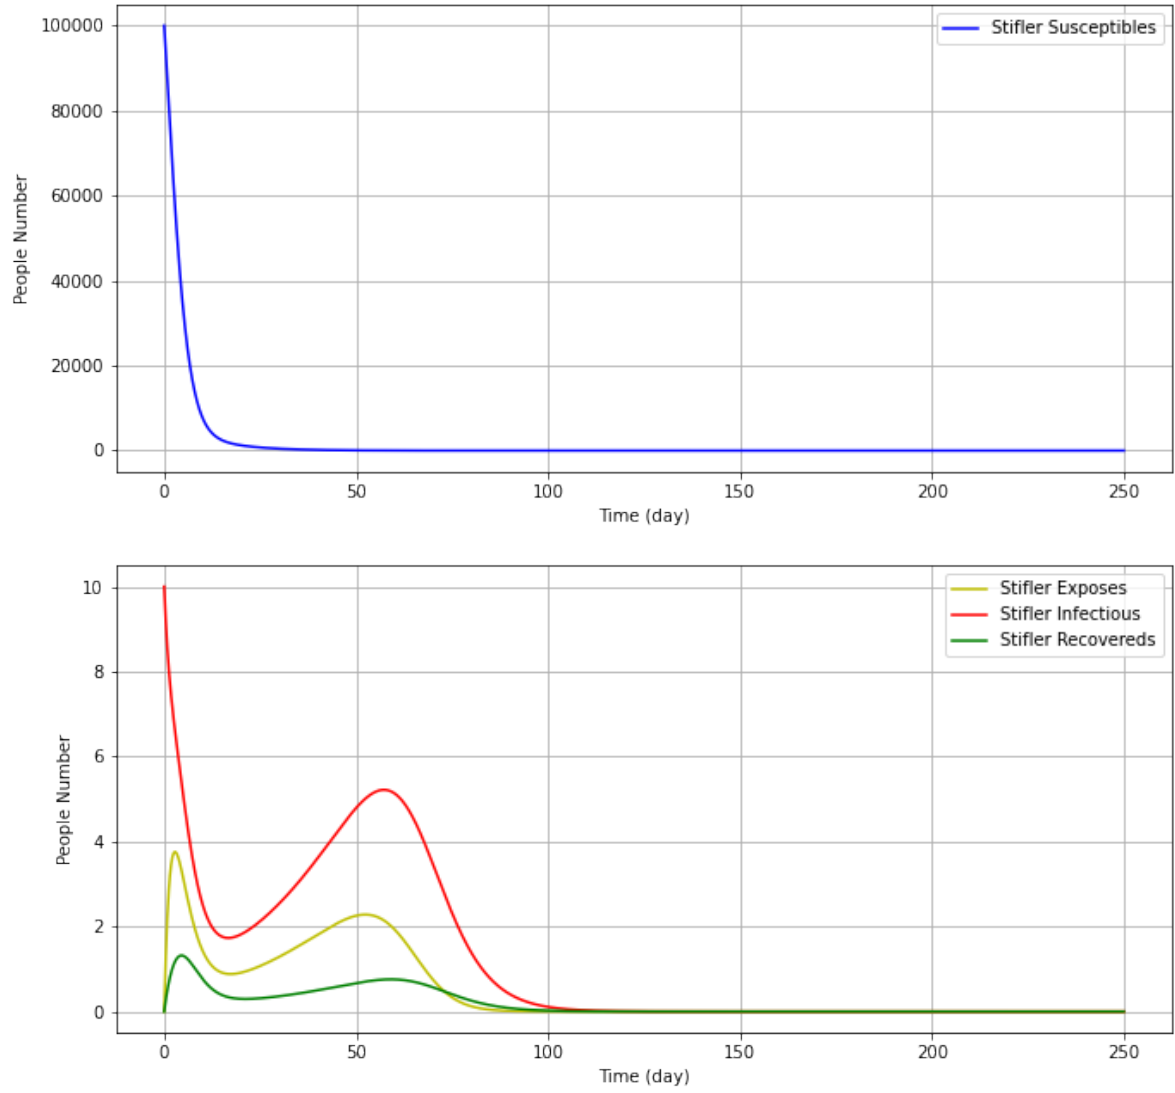 100000
80000
60000
40000
20000
0
People Number
Stifler Susceptibles
0 50 100 150 200 250
Time (day)
10
8
6
4
2
0
People Number
Stifler Exposes
Stifler Infectious
Stifler Recovereds
0 50 100 150 200 250
Time (day)